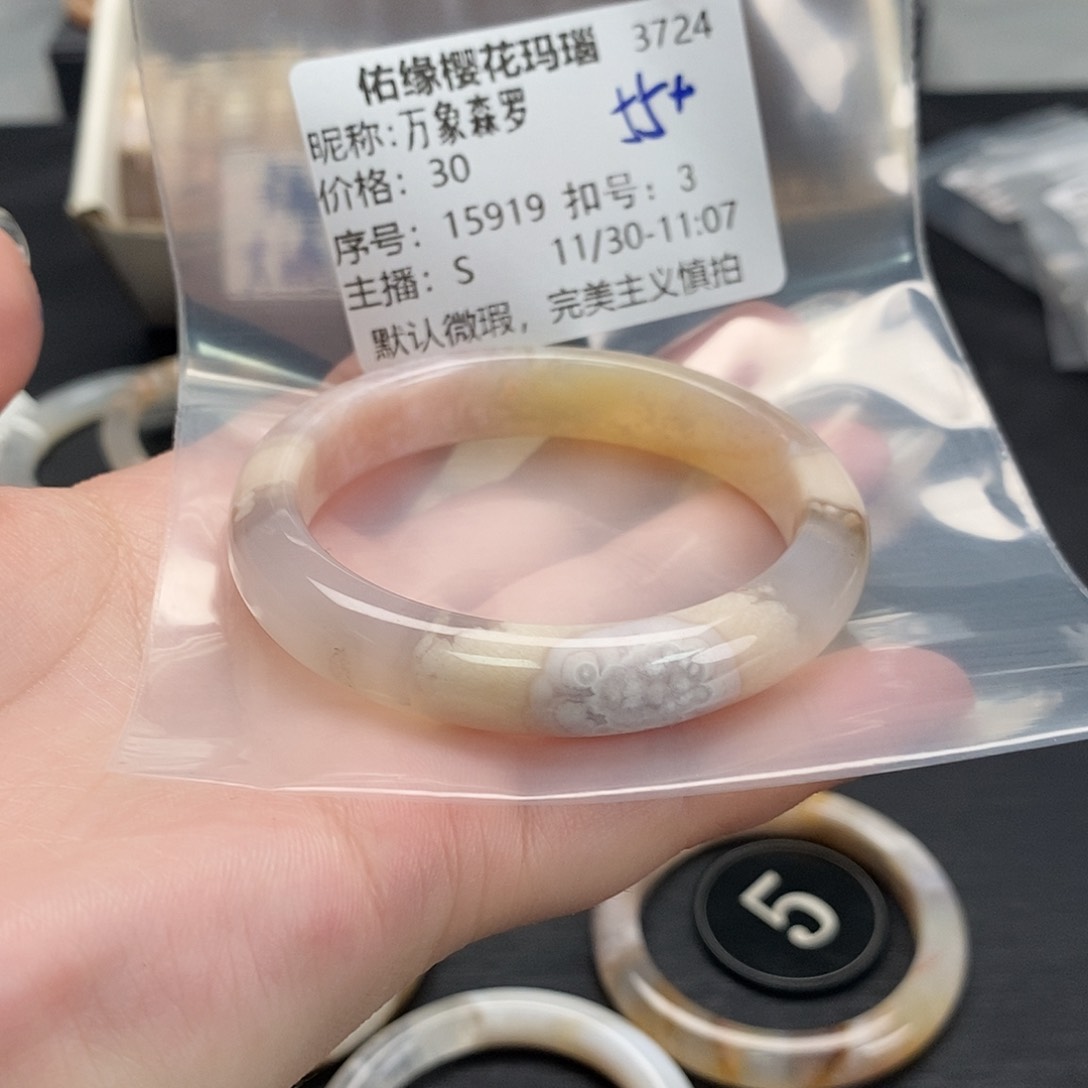 佑缘樱花玛瑙 3724
55+
昵称:万象森罗
价格：30
序号：15919 扣号：3
主播：S 11/30-11:07
默认微瑕，完美主义慎拍
5